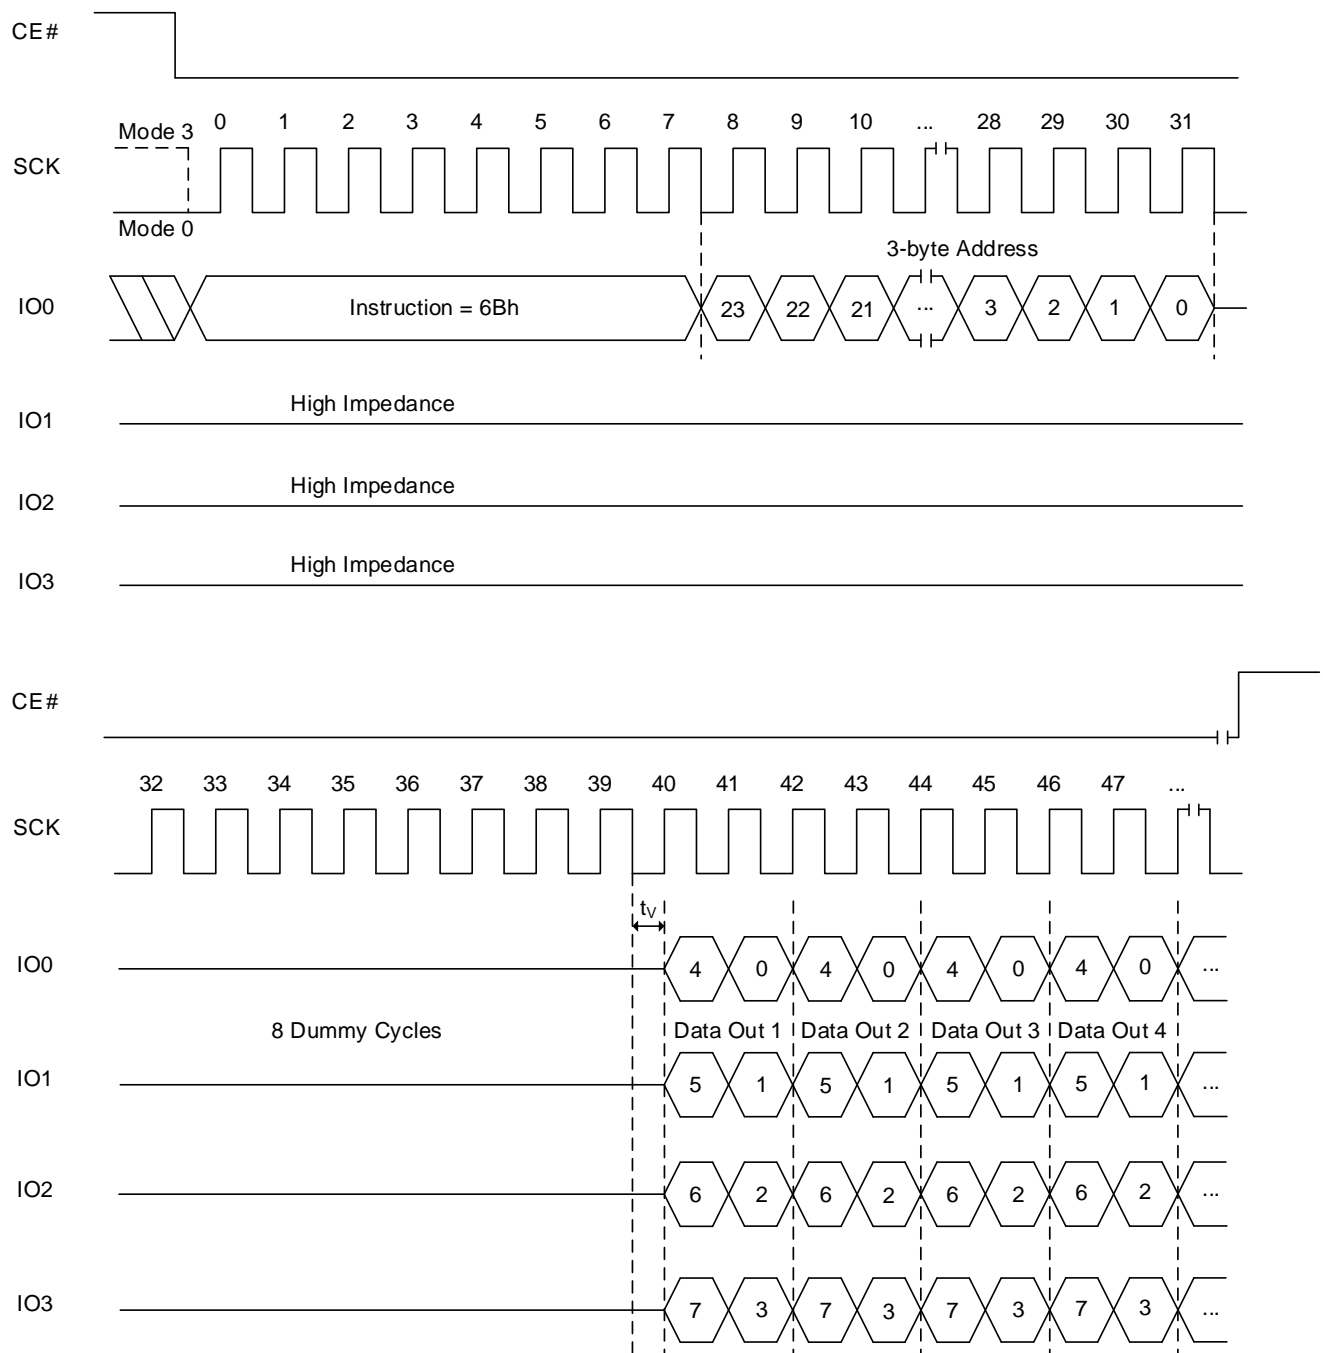 CE#
Mode 3 0 1 2 3 4 5 6 7 8 9 10 ... 28 29 30 31
SCK
Mode 0
3-byte Address
IO0 Instruction = 6Bh 23 22 21 ... 3 2 1 0
High Impedance
IO1
High Impedance
IO2
High Impedance
IO3
CE#
32 33 34 35 36 37 38 39 40 41 42 43 44 45 46 47 ...
SCK
tV
IO0 4 0 4 0 4 0 4 0 ...
8 Dummy Cycles Data Out 1 Data Out 2 Data Out 3 Data Out 4
IO1 5 1 5 1 5 1 5 1 ...
IO2 6 2 6 2 6 2 6 2 ...
IO3 7 3 7 3 7 3 7 3 ...